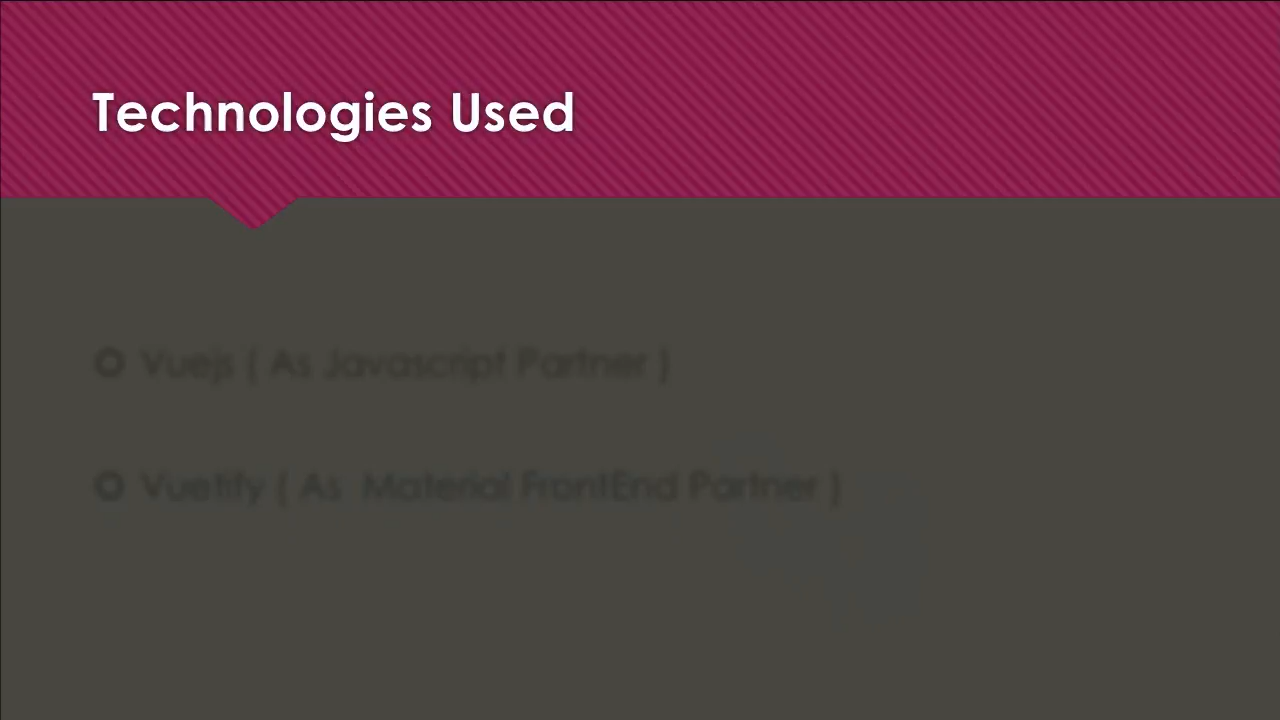 Technologies Used
Vuejs ( As Javascript Partner )
Vuetify ( As Material FrontEnd Partner )